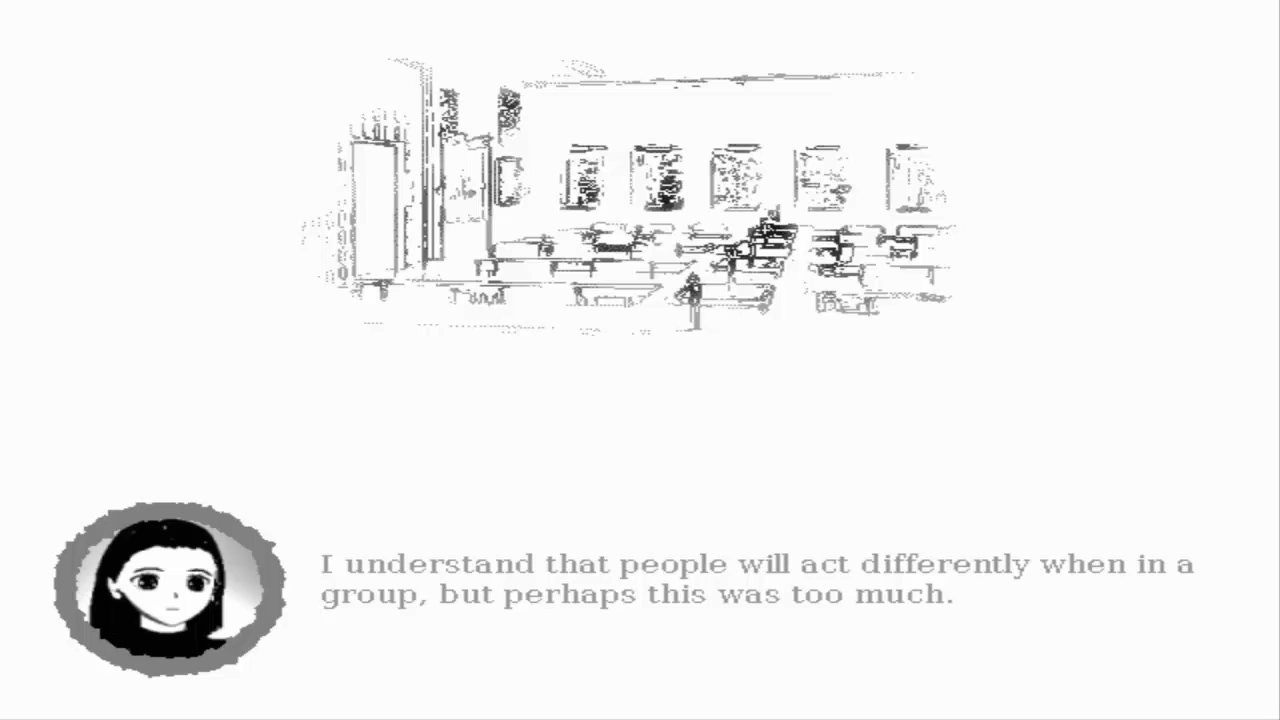 I understand that people will act differently when in a
group, but perhaps this was too much.